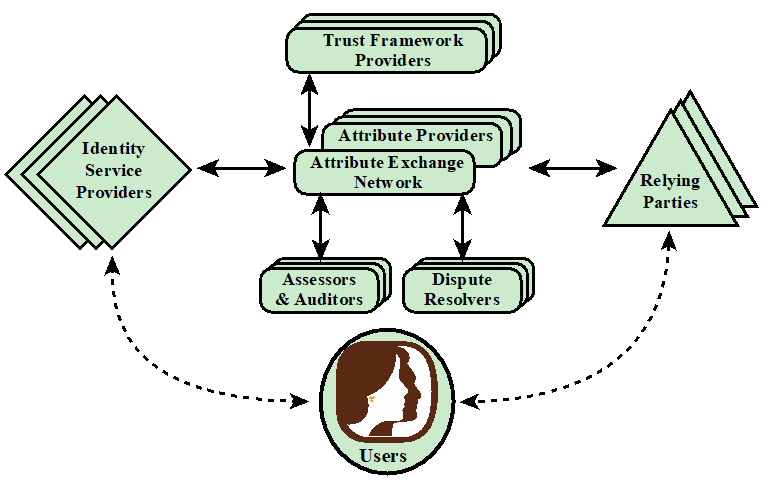 Trust Framework
Providers
Attribute Providers
Attribute Exchange
Network
Identity
Service
Providers
Relying
Parties
Assessors
& Auditors
Dispute
Resolvers
Users